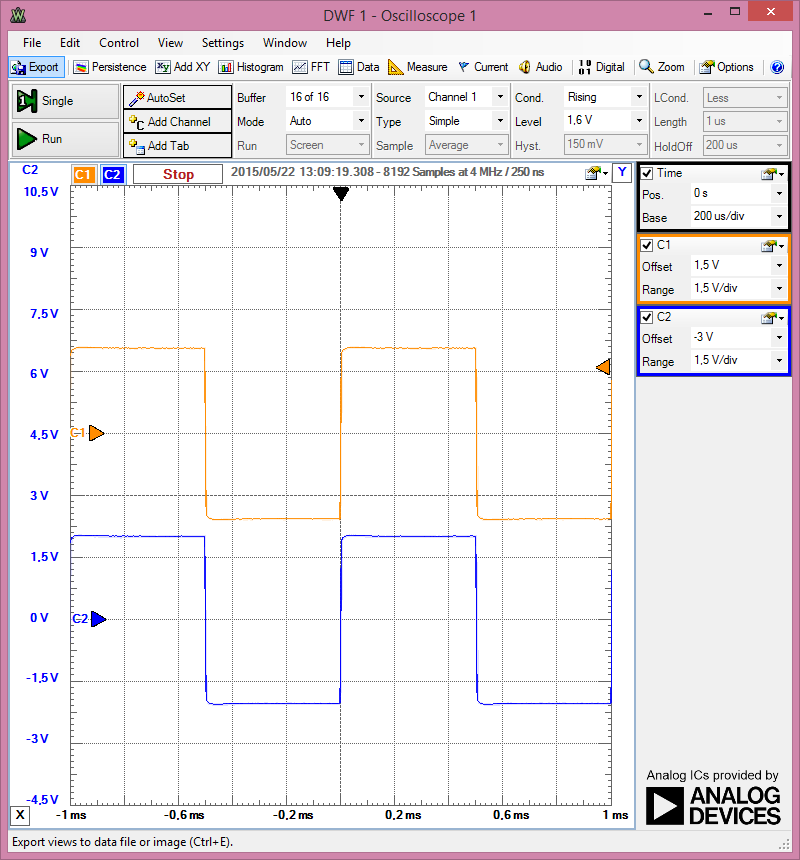 DWF 1 - Oscilloscope 1
File Edit Control View Settings Window Help
Export Persistence Add XY Histogram FFT Data Measure Current Audio Digital Zoom Options
Single AutoSet Buffer 16 of 16 Source Channel 1 Cond. Rising LCond. Less
Add Channel Mode Auto Type Simple Level 1,6 V Length 1 us
Run Add Tab Run Screen Sample Average Hyst. 150 mV HoldOff 200 us
C2 C1 C2 Stop 2015/05/22 13:09:19.308 - 8192 Samples at 4 MHz / 250 ns Y
Time
Pos. 0 s
Base 200 us/div
C1
Offset 1,5 V
Range 1,5 V/div
C2
Offset -3 V
Range 1,5 V/div
10,5 V
9 V
7,5 V
6 V
4,5 V
C1
3 V
1,5 V
0 V
C2
-1,5 V
-3 V
-4,5 V
X -1 ms -0,6 ms -0,2 ms 0,2 ms 0,6 ms 1 ms
Analog ICs provided by
ANALOG
DEVICES
Export views to data file or image (Ctrl+E).